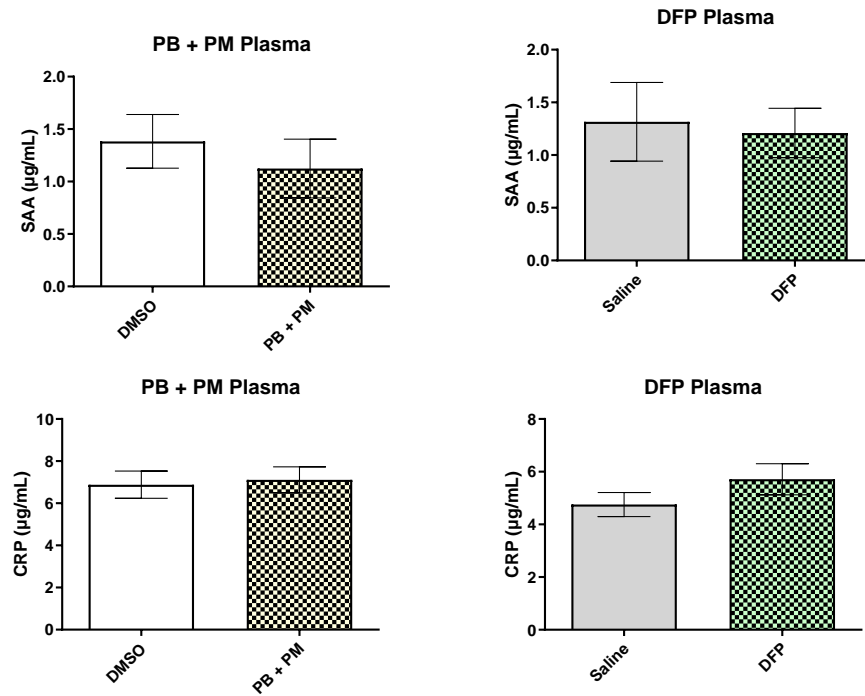 PB + PM Plasma
SAA (µg/mL)
2.0
1.5
1.0
0.5
0.0
DMSO
PB + PM
DFP Plasma
SAA (µg/mL)
2.0
1.5
1.0
0.5
0.0
Saline
DFP
PB + PM Plasma
CRP (µg/mL)
10
8
6
4
2
0
DMSO
PB + PM
DFP Plasma
CRP (µg/mL)
8
6
4
2
0
Saline
DFP